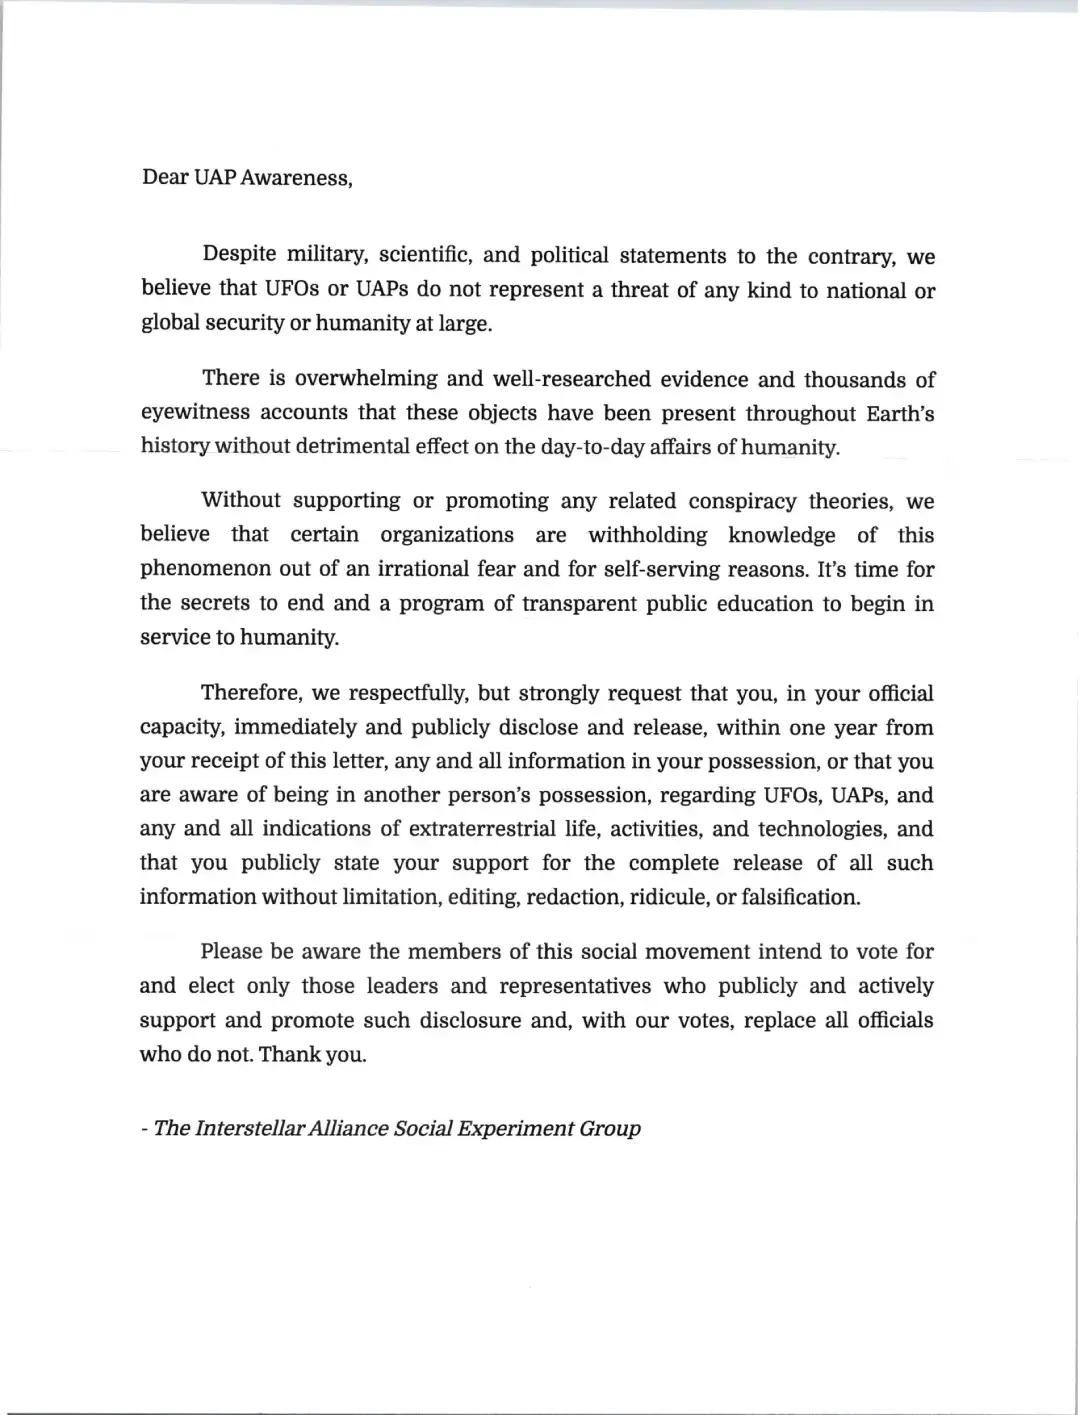 Dear UAP Awareness,
Despite military, scientific, and political statements to the contrary, we
believe that UFOs or UAPs do not represent a threat of any kind to national or
global security or humanity at large.
There is overwhelming and well-researched evidence and thousands of
eyewitness accounts that these objects have been present throughout Earth's
history without detrimental effect on the day-to-day affairs of humanity.
Without supporting or promoting any related conspiracy theories, we
believe that certain organizations are withholding knowledge of this
phenomenon out of an irrational fear and for self-serving reasons. It's time for
the secrets to end and a program of transparent public education to begin in
service to humanity.
Therefore, we respectfully, but strongly request that you, in your official
capacity, immediately and publicly disclose and release, within one year from
your receipt of this letter, any and all information in your possession, or that you
are aware of being in another person's possession, regarding UFOs, UAPs, and
any and all indications of extraterrestrial life, activities, and technologies, and
that you publicly state your support for the complete release of all such
information without limitation, editing, redaction, ridicule, or falsification.
Please be aware the members of this social movement intend to vote for
and elect only those leaders and representatives who publicly and actively
support and promote such disclosure and, with our votes, replace all officials
who do not. Thank you.
- The Interstellar Alliance Social Experiment Group